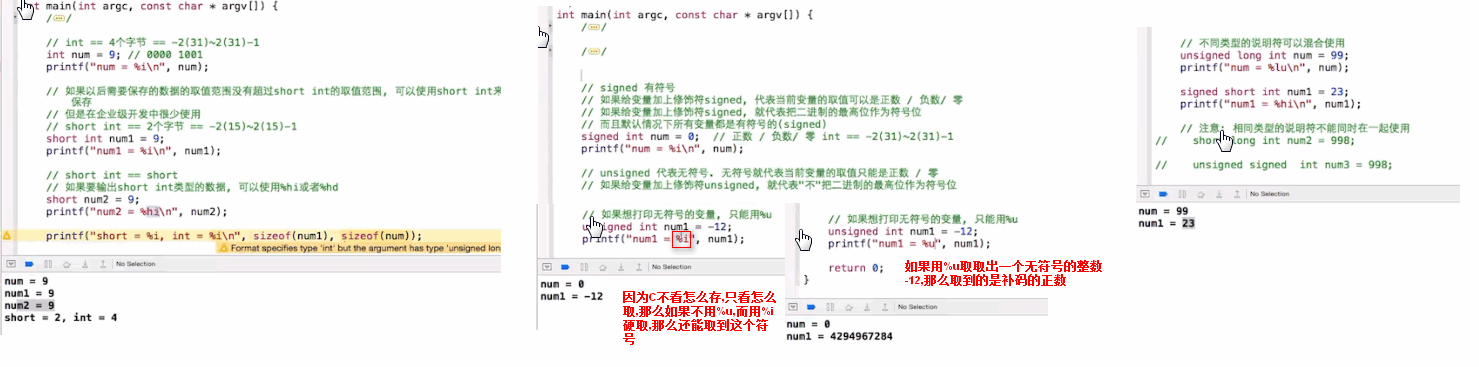 int main(int argc, const char * argv[]) {
/*…*/
// int == 4个字节 == -2(31)~2(31)-1
int num = 9; // 0000 1001
printf("num = %i\n", num);
// 如果以后需要保存的数据的取值范围没有超过short int的取值范围, 可以使用short int来
保存
// 但是在企业级开发中很少使用
// short int == 2个字节 == -2(15)~2(15)-1
short int num1 = 9;
printf("num1 = %i\n", num1);
// short int == short
// 如果要输出short int类型的数据, 可以使用%hi或者%hd
short num2 = 9;
printf("num2 = %hi\n", num2);
printf("short = %i, int = %i\n", sizeof(num1), sizeof(num));
Format specifies type 'int' but the argument has type 'unsigned lon
No Selection
num = 9
num1 = 9
num2 = 9
short = 2, int = 4
int main(int argc, const char * argv[]) {
/*…*/
/*…*/
// signed 有符号
// 如果给变量加上修饰符signed, 代表当前变量的取值可以是正数 / 负数/ 零
// 如果给变量加上修饰符signed, 就代表把二进制的最高位作为符号位
// 而且默认情况下所有变量都是有符号的(signed)
signed int num = 0;  // 正数 / 负数/ 零 int == -2(31)~2(31)-1
printf("num = %i\n", num);
// unsigned 代表无符号. 无符号就代表当前变量的取值只能是正数 / 零
// 如果给变量加上修饰符unsigned, 就代表"不"把二进制的最高位作为符号位
// 如果想打印无符号的变量, 只能用%u
unsigned int num1 = -12;
printf("num1 = %i", num1);
No Selection
num = 0
num1 = -12
因为C不看怎么存,只看怎么
取,那么如果不用%u,而用%i
硬取,那么还能取到这个符
号
// 如果想打印无符号的变量, 只能用%u
unsigned int num1 = -12;
printf("num1 = %u", num1);
return 0;
}
如果用%u取取出一个无符号的整数
-12,那么取到的是补码的正数
No Selection
num = 0
num1 = 4294967284
// 不同类型的说明符可以混合使用
unsigned long int num = 99;
printf("num = %lu\n", num);
signed short int num1 = 23;
printf("num1 = %hi\n", num1);
// 注意: 相同类型的说明符不能同时在一起使用
// short long int num2 = 998;
// unsigned signed  int num3 = 998;
No Selection
num = 99
num1 = 23